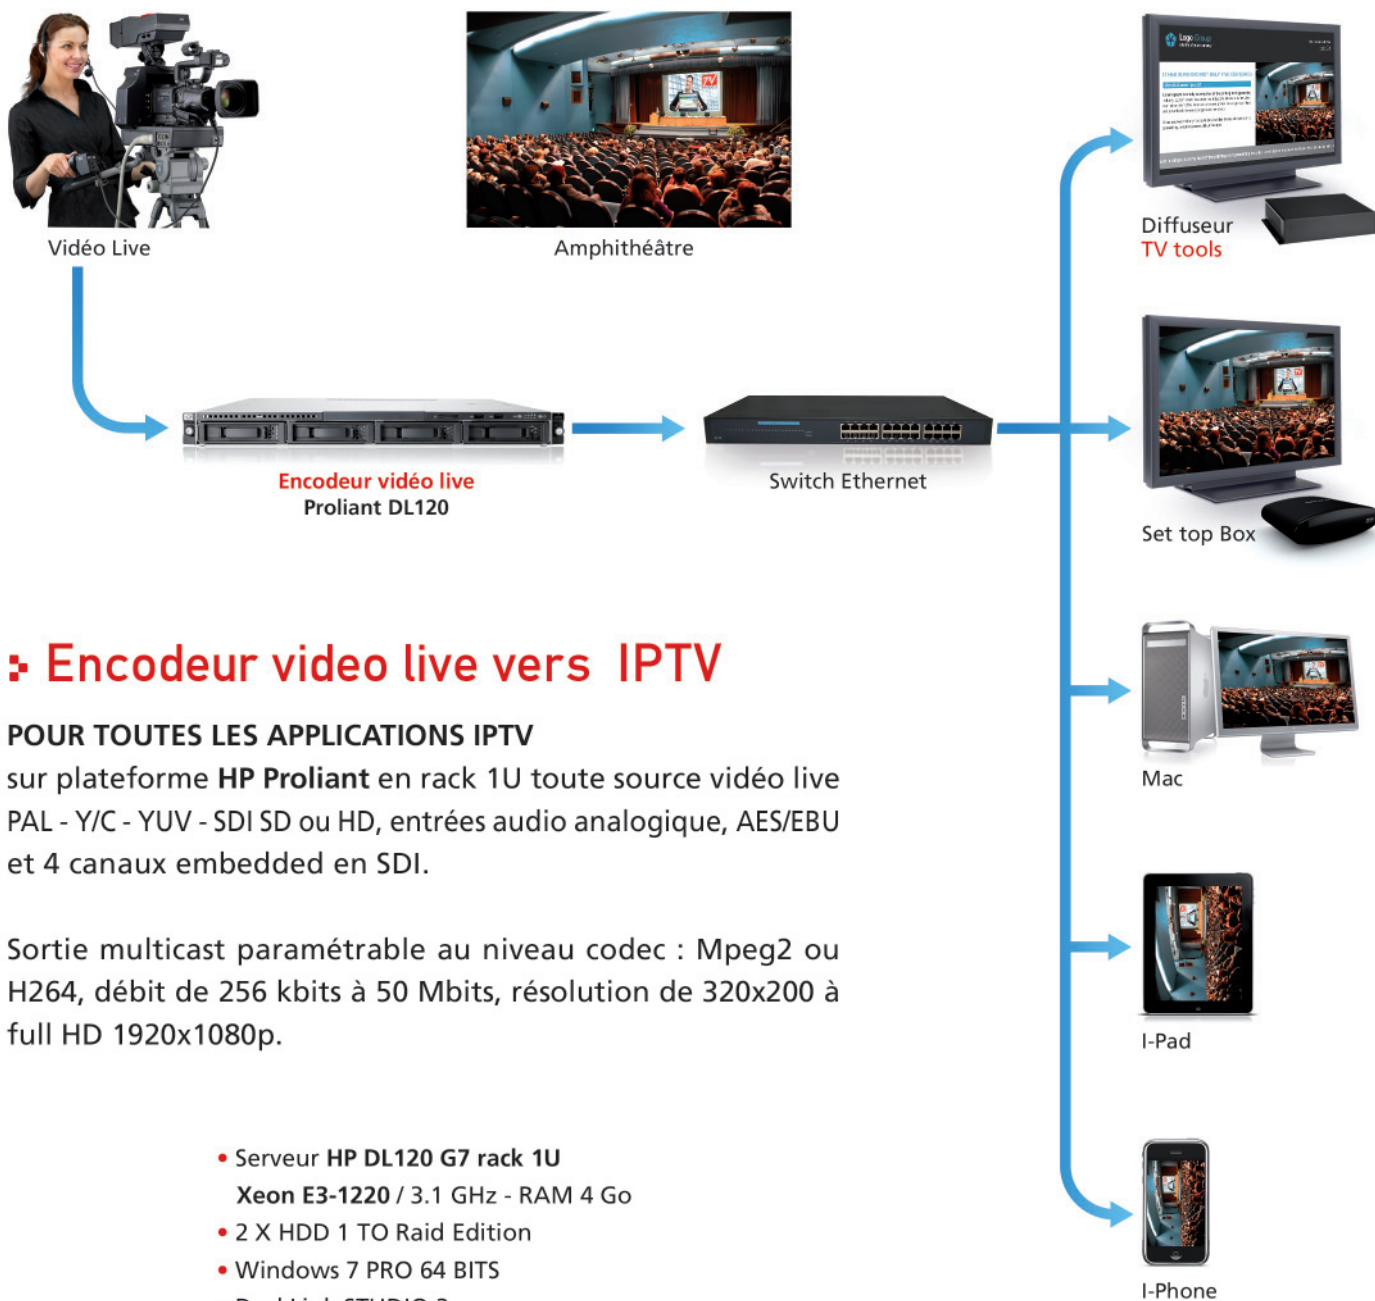 Vidéo Live
Amphithéâtre
TV
Logo Group
Diffuseur
TV tools
Encodeur vidéo live
Proliant DL120
Switch Ethernet
Set top Box
Encodeur video live vers IPTV
POUR TOUTES LES APPLICATIONS IPTV
sur plateforme HP Proliant en rack 1U toute source vidéo live
PAL - Y/C - YUV - SDI SD ou HD, entrées audio analogique, AES/EBU
et 4 canaux embedded en SDI.
Sortie multicast paramétrable au niveau codec : Mpeg2 ou
H264, débit de 256 kbits à 50 Mbits, résolution de 320x200 à
full HD 1920x1080p.
• Serveur HP DL120 G7 rack 1U
Xeon E3-1220 / 3.1 GHz - RAM 4 Go
• 2 X HDD 1 TO Raid Edition
• Windows 7 PRO 64 BITS
Mac
I-Pad
I-Phone